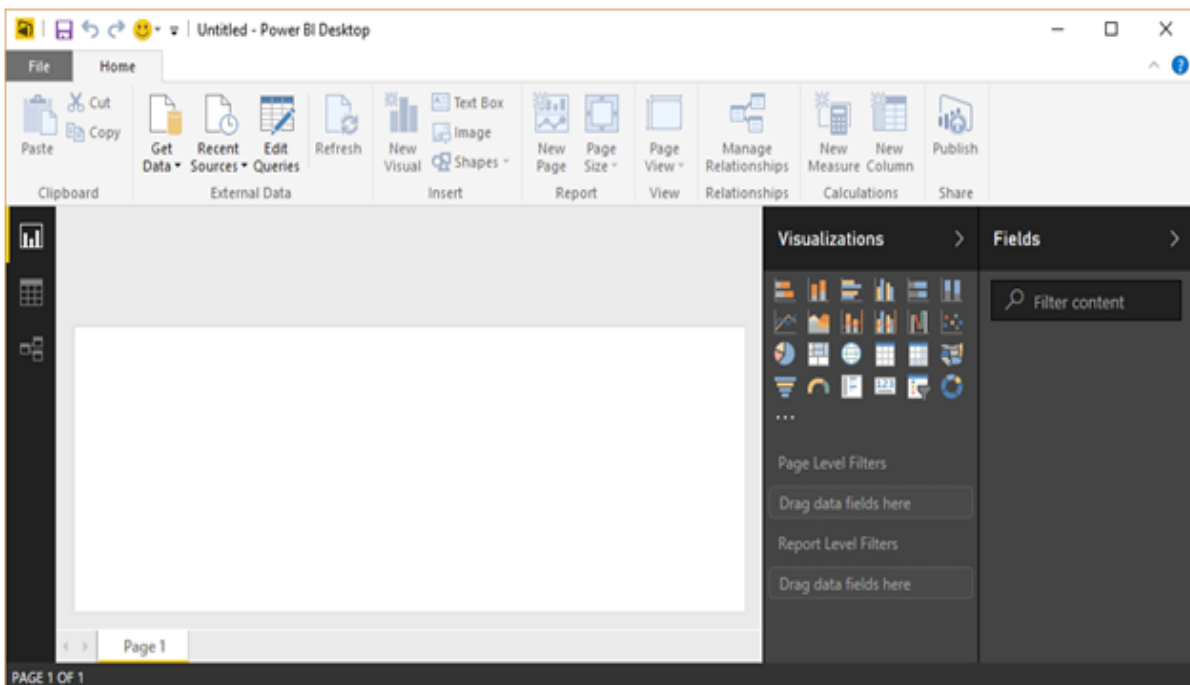 Untitled - Power BI Desktop
File Home
Paste
Cut
Copy
Get Data
Recent Sources
Edit Queries
Refresh
New Visual
Text Box
Image
Shapes
New Page
Page Size
Page View
Manage Relationships
New Measure
New Column
Publish
Clipboard External Data Insert Report View Relationships Calculations Share
Visualizations Fields
Filter content
123
Page Level Filters
Drag data fields here
Report Level Filters
Drag data fields here
Page 1
PAGE 1 OF 1